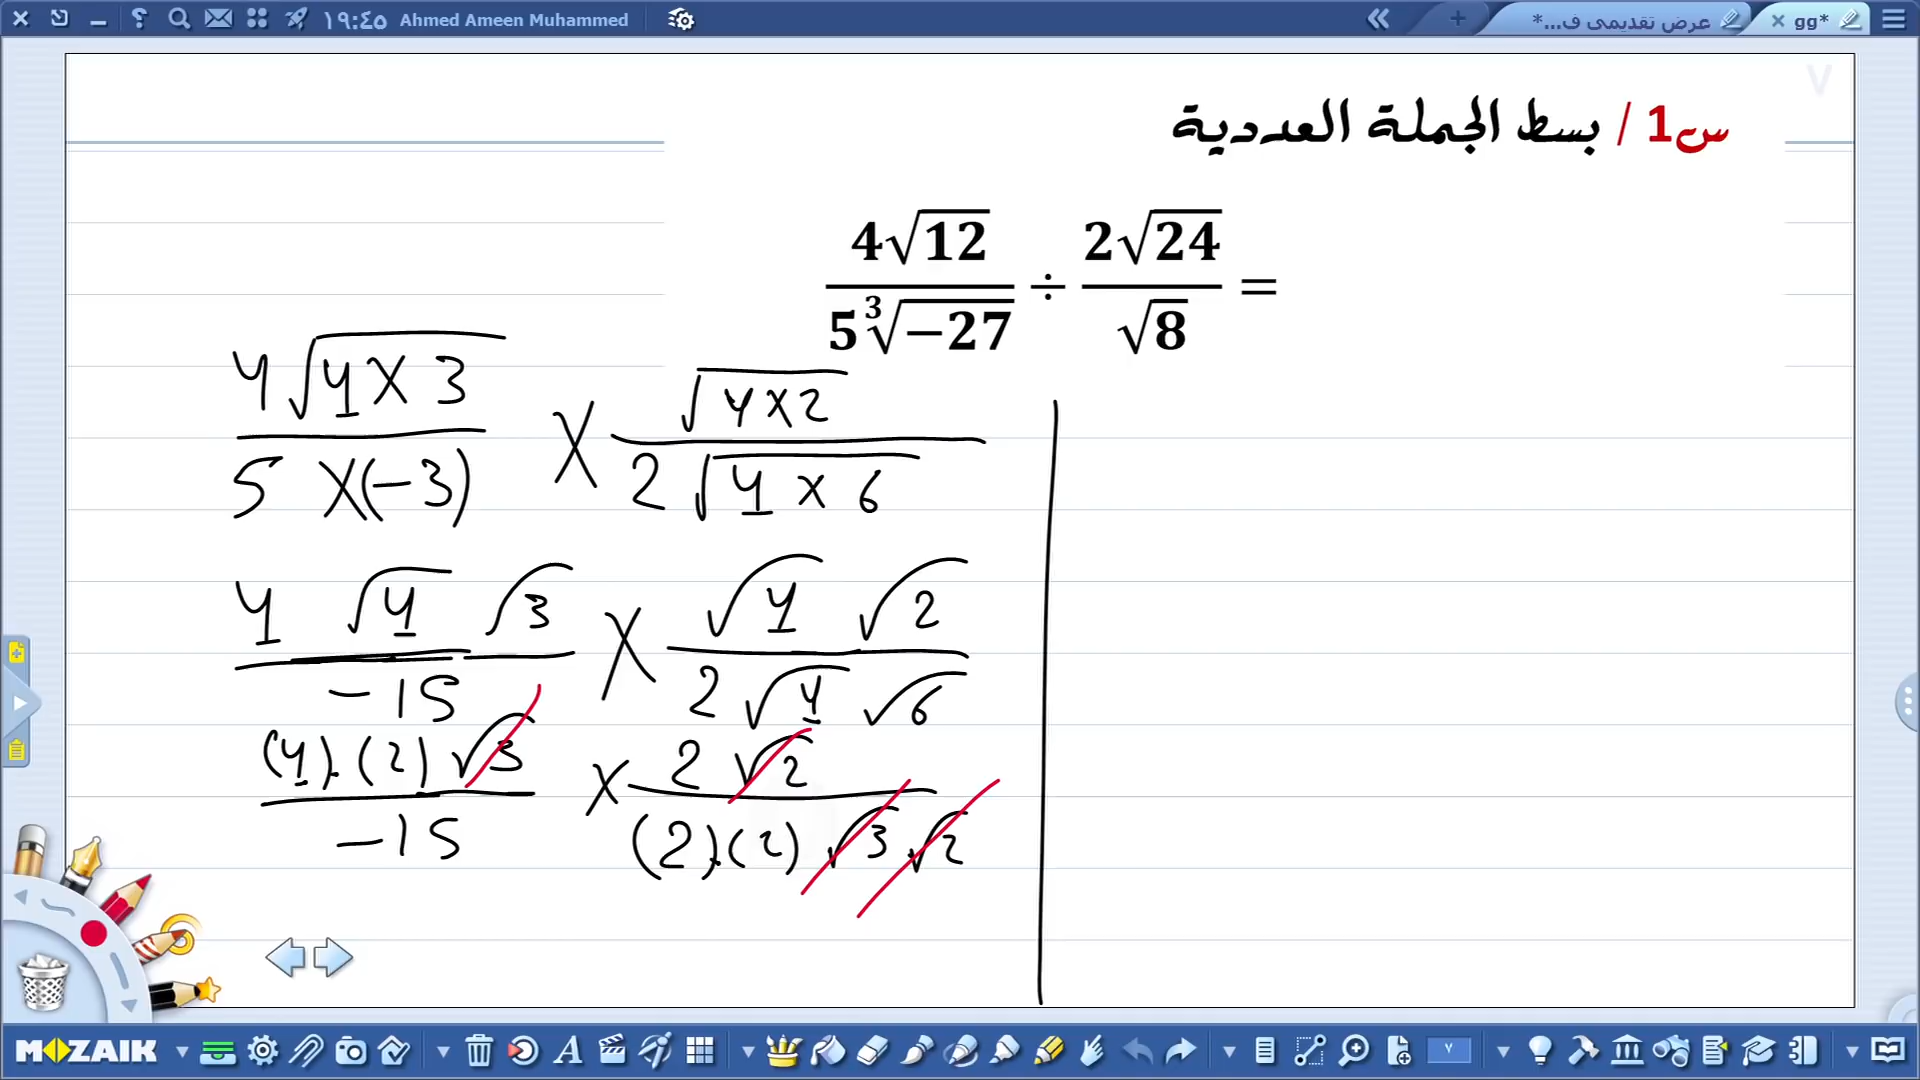 ١٩:٤٥ Ahmed Ameen Muhammed
عرض تقديمى ف...*
gg*
س1 / بسط الجملة العددية
4√12 / 5∛−27 ÷ 2√24 / √8 =
4√4×3 / 5×(−3) × √4×2 / 2√4×6
4 √4 √3 / −15 × √4 √2 / 2 √4 √6
(4).(2) √3 / −15 × 2 √2 / (2).(2) √3 √2
MOZAIK
٧